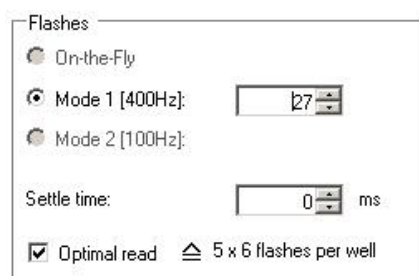 Flashes
On-the-Fly
Mode 1 [400Hz]: 27
Mode 2 [100Hz]:
Settle time: 0 ms
Optimal read ≙ 5 x 6 flashes per well